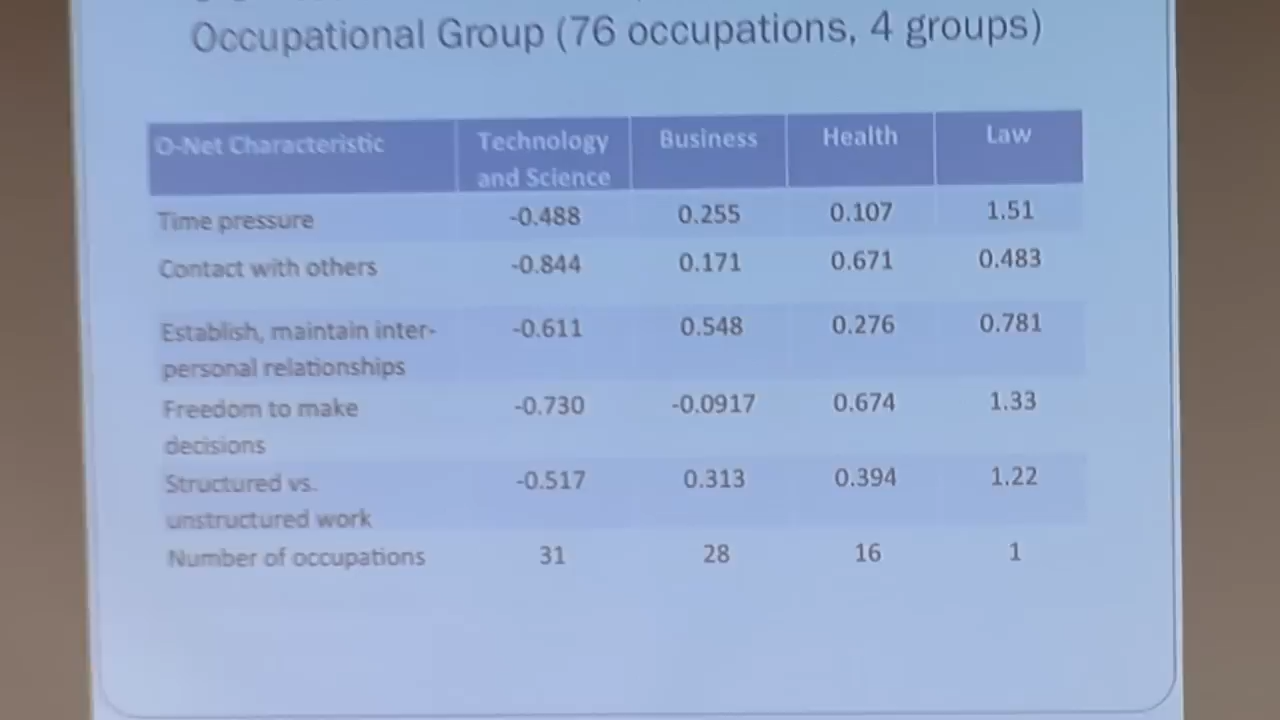 Occupational Group (76 occupations, 4 groups)
O-Net Characteristic Technology and Science Business Health Law
Time pressure -0.488 0.255 0.107 1.51
Contact with others -0.844 0.171 0.671 0.483
Establish, maintain inter-personal relationships -0.611 0.548 0.276 0.781
Freedom to make decisions -0.730 -0.0917 0.674 1.33
Structured vs. unstructured work -0.517 0.313 0.394 1.22
Number of occupations 31 28 16 1